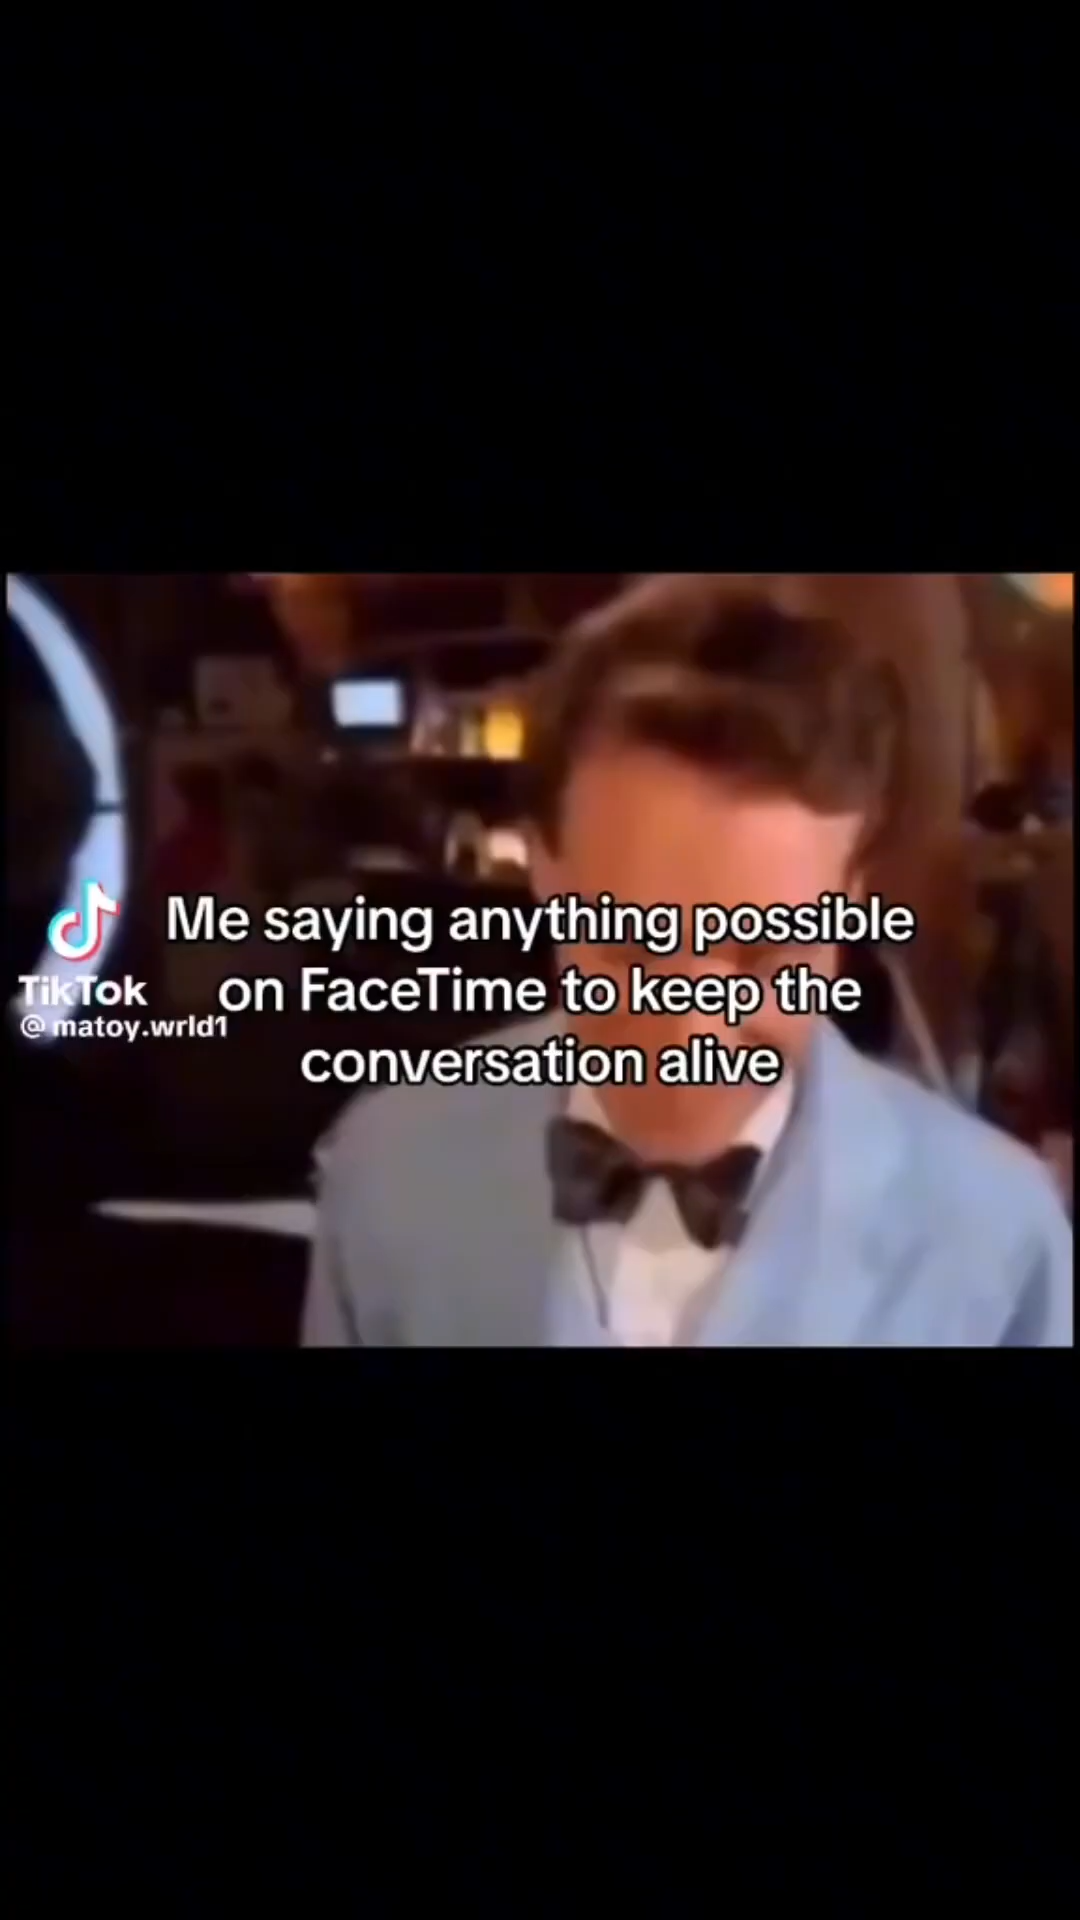 Me saying anything possible
on FaceTime to keep the
conversation alive
TikTok
@matoy.wrld1